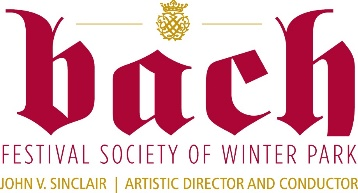 bach
FESTIVAL SOCIETY OF WINTER PARK
JOHN V. SINCLAIR | ARTISTIC DIRECTOR AND CONDUCTOR